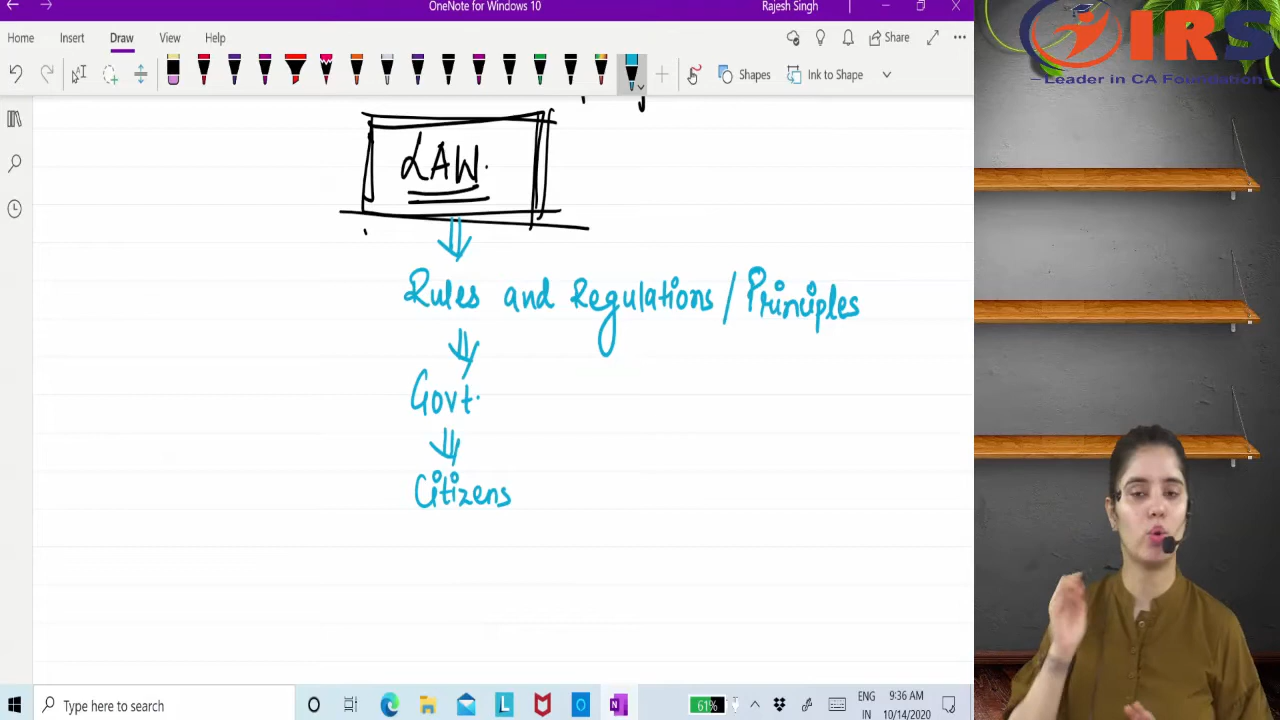 OneNote for Windows 10
Rajesh Singh
Home Insert Draw View Help
Share
Shapes
Ink to Shape
IRS
Leader in CA Foundation
LAW.
Rules and Regulations / Principles
Govt.
Citizens
Type here to search
61%
ENG
IN
9:36 AM
10/14/2020